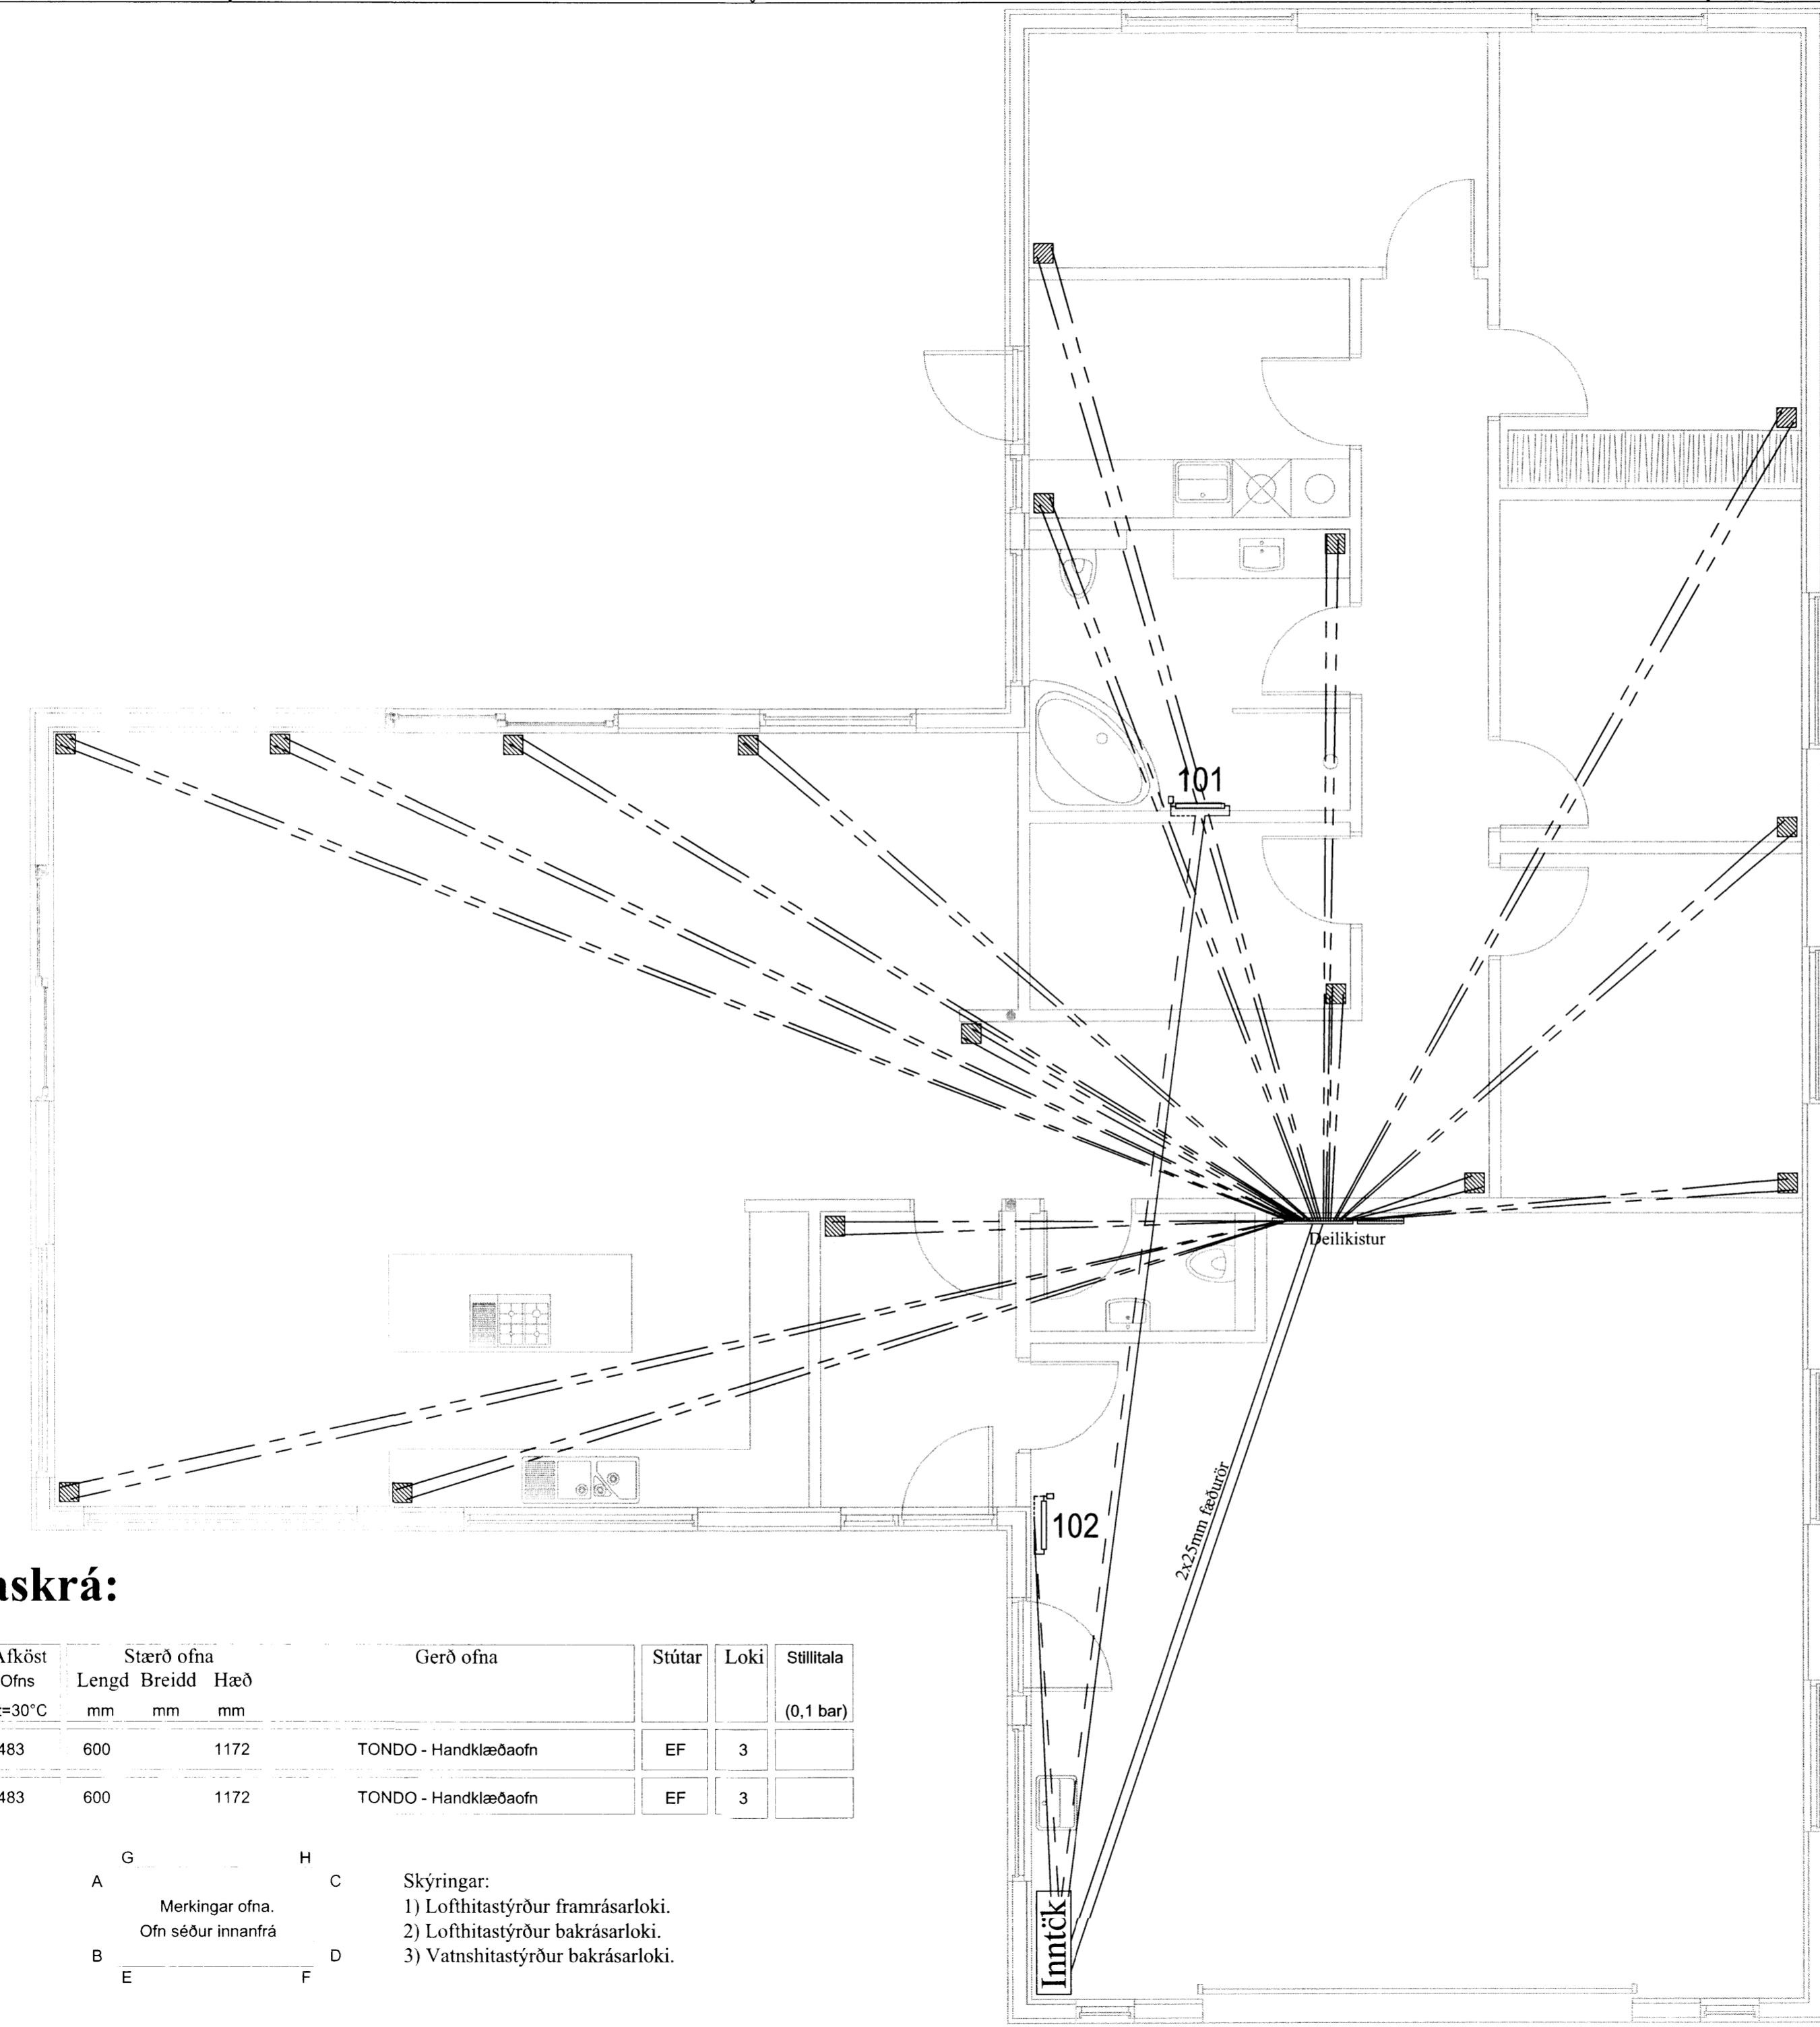 101
Deilikistur
102
2x25mm fæðurör
Inntök
askrá:
Afköst Stærð ofna Gerð ofna Stútar Loki Stillitala
Ofns Lengd Breidd Hæð
=30°C mm mm mm (0,1 bar)
483 600 1172 TONDO - Handklæðaofn EF 3
483 600 1172 TONDO - Handklæðaofn EF 3
G H
A C
Merkingar ofna.
Ofn séður innanfrá
B D
E F
Skýringar:
1) Lofthitastýrður framrásarloki.
2) Lofthitastýrður bakrásarloki.
3) Vatnshitastýrður bakrásarloki.